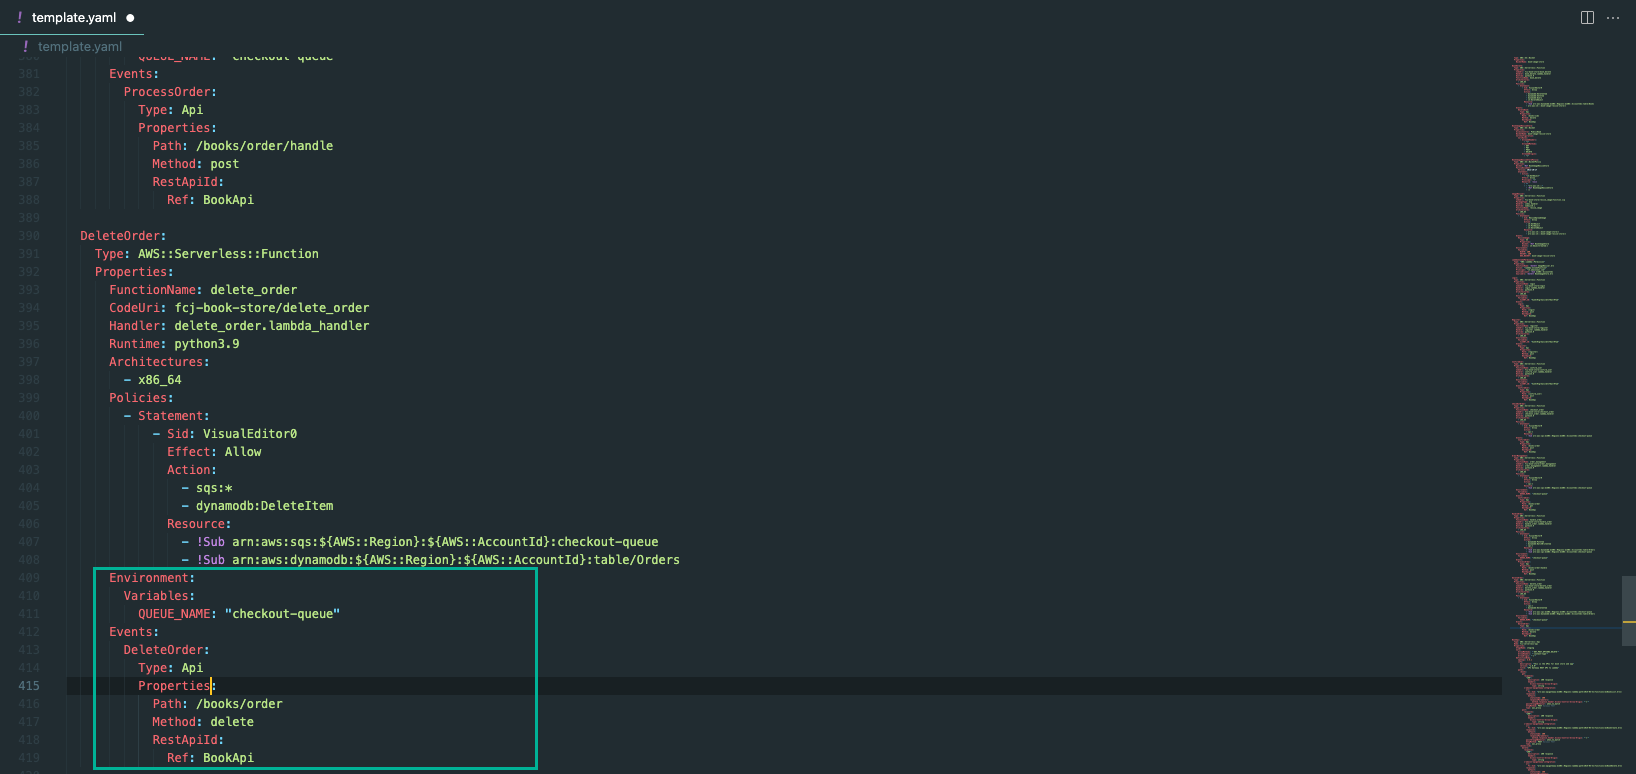 ! template.yaml ●
! template.yaml
380 QUEUE_NAME: "checkout-queue"
381 Events:
382 ProcessOrder:
383 Type: Api
384 Properties:
385 Path: /books/order/handle
386 Method: post
387 RestApiId:
388 Ref: BookApi
389
390 DeleteOrder:
391 Type: AWS::Serverless::Function
392 Properties:
393 FunctionName: delete_order
394 CodeUri: fcj-book-store/delete_order
395 Handler: delete_order.lambda_handler
396 Runtime: python3.9
397 Architectures:
398 - x86_64
399 Policies:
400 - Statement:
401 - Sid: VisualEditor0
402 Effect: Allow
403 Action:
404 - sqs:*
405 - dynamodb:DeleteItem
406 Resource:
407 - !Sub arn:aws:sqs:${AWS::Region}:${AWS::AccountId}:checkout-queue
408 - !Sub arn:aws:dynamodb:${AWS::Region}:${AWS::AccountId}:table/Orders
409 Environment:
410 Variables:
411 QUEUE_NAME: "checkout-queue"
412 Events:
413 DeleteOrder:
414 Type: Api
415 Properties:
416 Path: /books/order
417 Method: delete
418 RestApiId:
419 Ref: BookApi